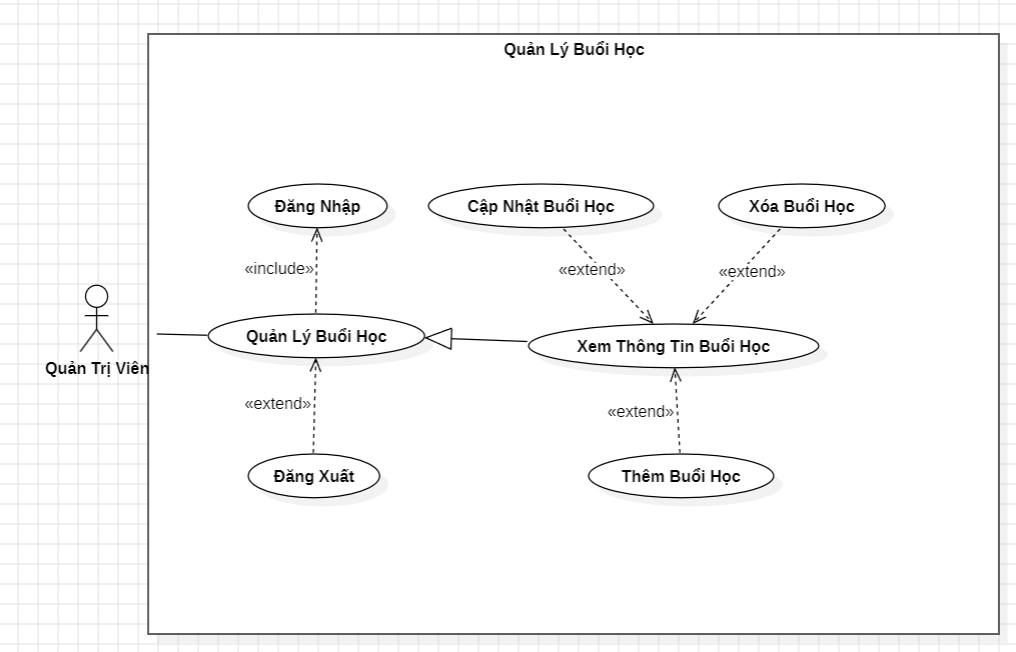 Quản Lý Buổi Học
Đăng Nhập
Cập Nhật Buổi Học
Xóa Buổi Học
«include»
«extend»
«extend»
Quản Lý Buổi Học
Xem Thông Tin Buổi Học
Quản Trị Viên
«extend»
«extend»
Đăng Xuất
Thêm Buổi Học